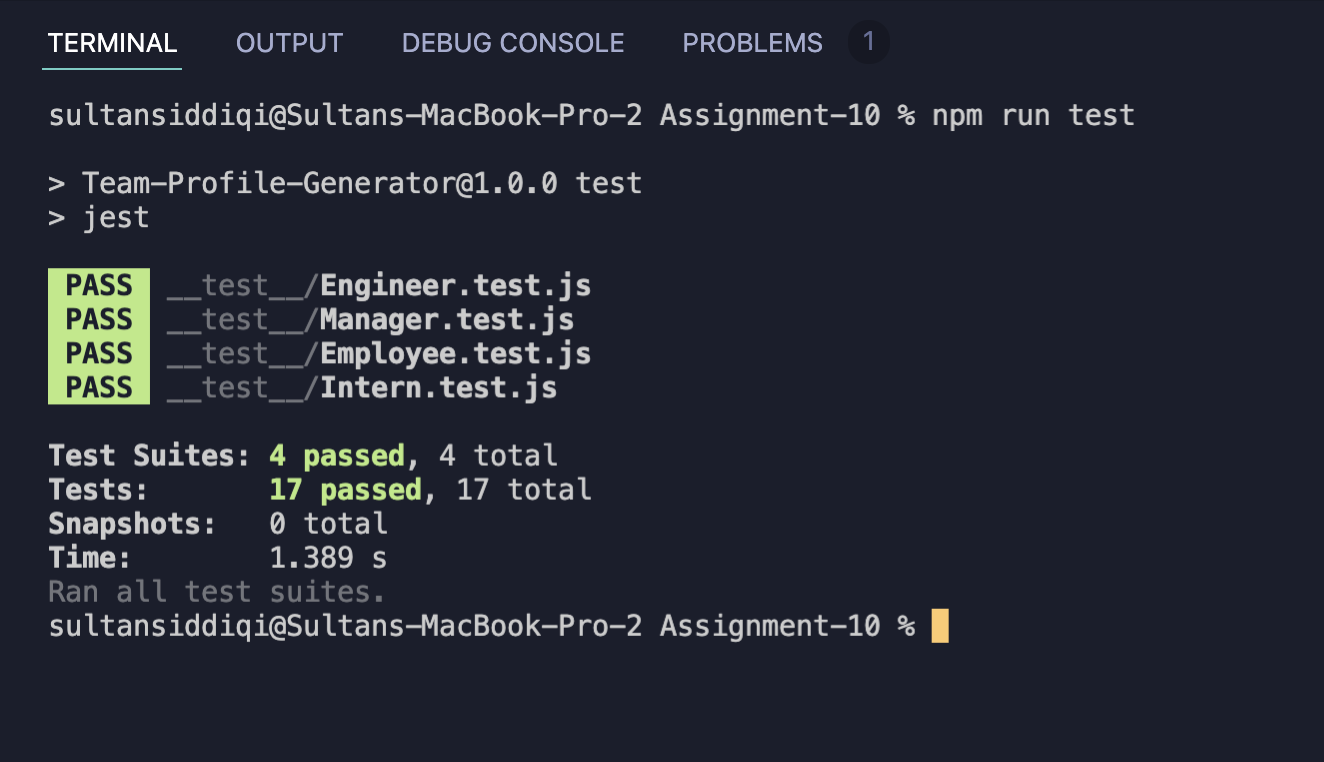 TERMINAL OUTPUT DEBUG CONSOLE PROBLEMS 1
sultansiddiqi@Sultans-MacBook-Pro-2 Assignment-10 % npm run test
> Team-Profile-Generator@1.0.0 test
> jest
PASS __test__/Engineer.test.js
PASS __test__/Manager.test.js
PASS __test__/Employee.test.js
PASS __test__/Intern.test.js
Test Suites: 4 passed, 4 total
Tests: 17 passed, 17 total
Snapshots: 0 total
Time: 1.389 s
Ran all test suites.
sultansiddiqi@Sultans-MacBook-Pro-2 Assignment-10 %